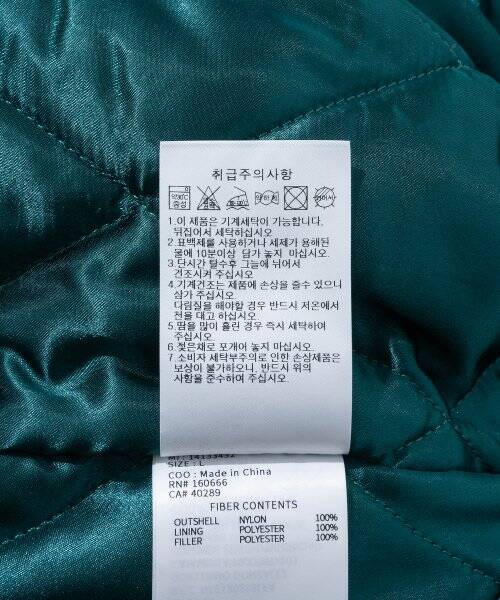 취급주의사항
약30℃
중성
1.이 제품은 기계세탁이 가능합니다.
뒤집어서 세탁하십시오
2.표백제를 사용하거나 세제가 용해된
물에 10분이상 담가 놓지 마십시오.
3.단시간 탈수후 그늘에 뉘어서
건조시켜 주십시오
4.기계건조는 제품에 손상을 줄수 있으니
삼가 주십시오
다림질을 해야할 경우 반드시 저온에서
천을 대고 하십시오
5.땀을 많이 흘린 경우 즉시 세탁하여
주십시오
6.젖은채로 포개어 놓지 마십시오.
7.소비자 세탁부주의로 인한 손상제품은
보상이 불가하오니, 반드시 위의
사항을 준수하여 주십시오.
SIZE : L
COO : Made in China
RN# 160666
CA# 40289
FIBER CONTENTS
OUTSHELL NYLON 100%
LINING POLYESTER 100%
FILLER POLYESTER 100%